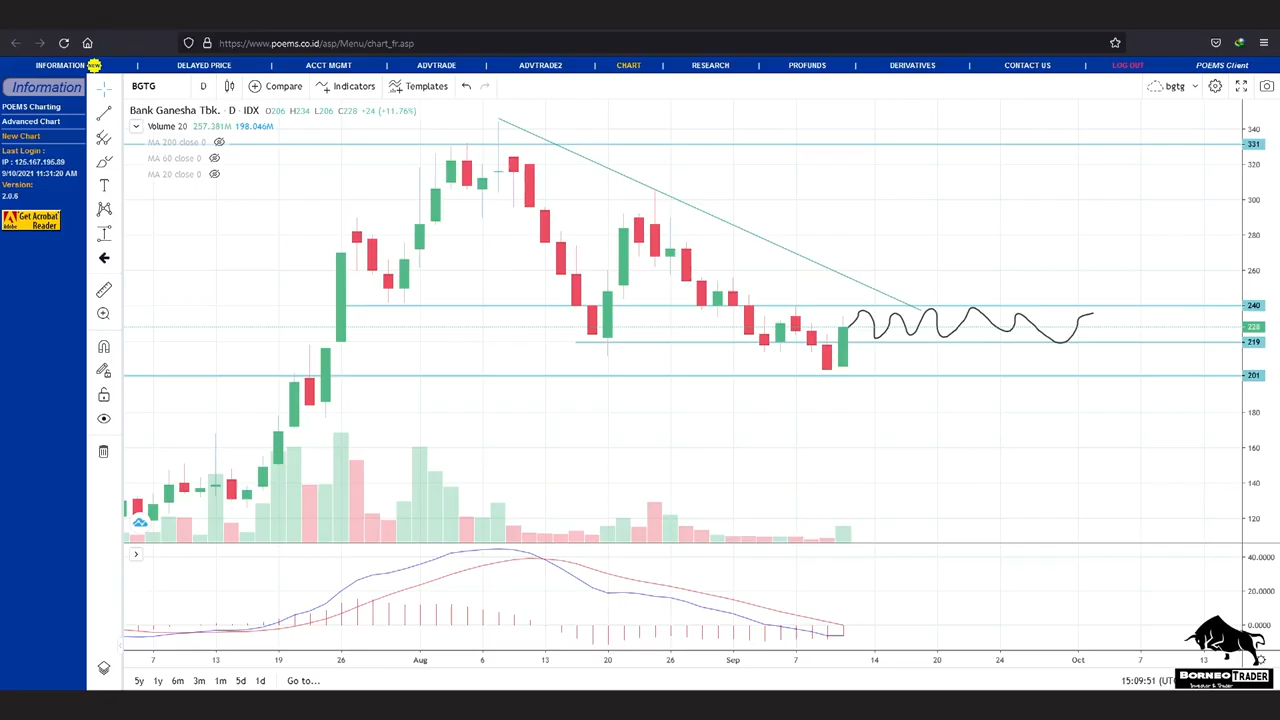 https://www.poems.co.id/asp/Menu/chart_fr.asp
INFORMATION NEW | DELAYED PRICE | ACCT MGMT | ADVTRADE | ADVTRADE2 | CHART | RESEARCH | PROFUNDS | DERIVATIVES | CONTACT US | LOG OUT POEMS Client
Information
POEMS Charting
Advanced Chart
New Chart
Last Login :
IP : 125.167.195.89
9/10/2021 11:31:20 AM
Version:
2.0.6
Get Acrobat
Adobe Reader
BGTG D Compare Indicators Templates bgtg
Bank Ganesha Tbk. · D · IDX O206 H234 L206 C228 +24 (+11.76%)
Volume 20 257.381M 198.046M
MA 200 close 0
MA 60 close 0
MA 20 close 0
340
331
320
300
280
260
240
228
219
201
180
160
140
120
40.0000
20.0000
0.0000
7 13 19 26 Aug 6 13 20 26 Sep 7 14 20 24 Oct 7 13
5y 1y 6m 3m 1m 5d 1d Go to... 15:09:51 (UT
BORNEO TRADER
Investor & Trader